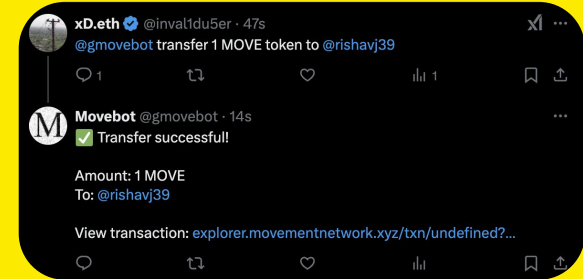 xD.eth @inval1du5er · 47s
@gmovebot transfer 1 MOVE token to @rishavj39
1
1
M
Movebot @gmovebot · 14s
✅ Transfer successful!
Amount: 1 MOVE
To: @rishavj39
View transaction: explorer.movementnetwork.xyz/txn/undefined?...